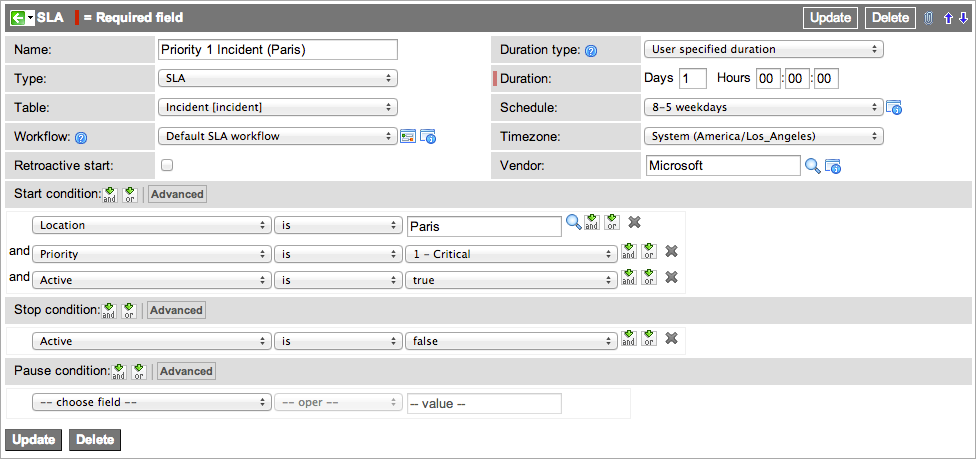 SLA = Required field Update Delete
Name: Priority 1 Incident (Paris) Duration type: User specified duration
Type: SLA Duration: Days 1 Hours 00 : 00 : 00
Table: Incident [incident] Schedule: 8-5 weekdays
Workflow: Default SLA workflow Timezone: System (America/Los_Angeles)
Retroactive start: Vendor: Microsoft
Start condition: and or Advanced
Location is Paris and or
and Priority is 1 - Critical and or
and Active is true and or
Stop condition: and or Advanced
Active is false and or
Pause condition: and or Advanced
-- choose field -- -- oper -- -- value --
Update Delete